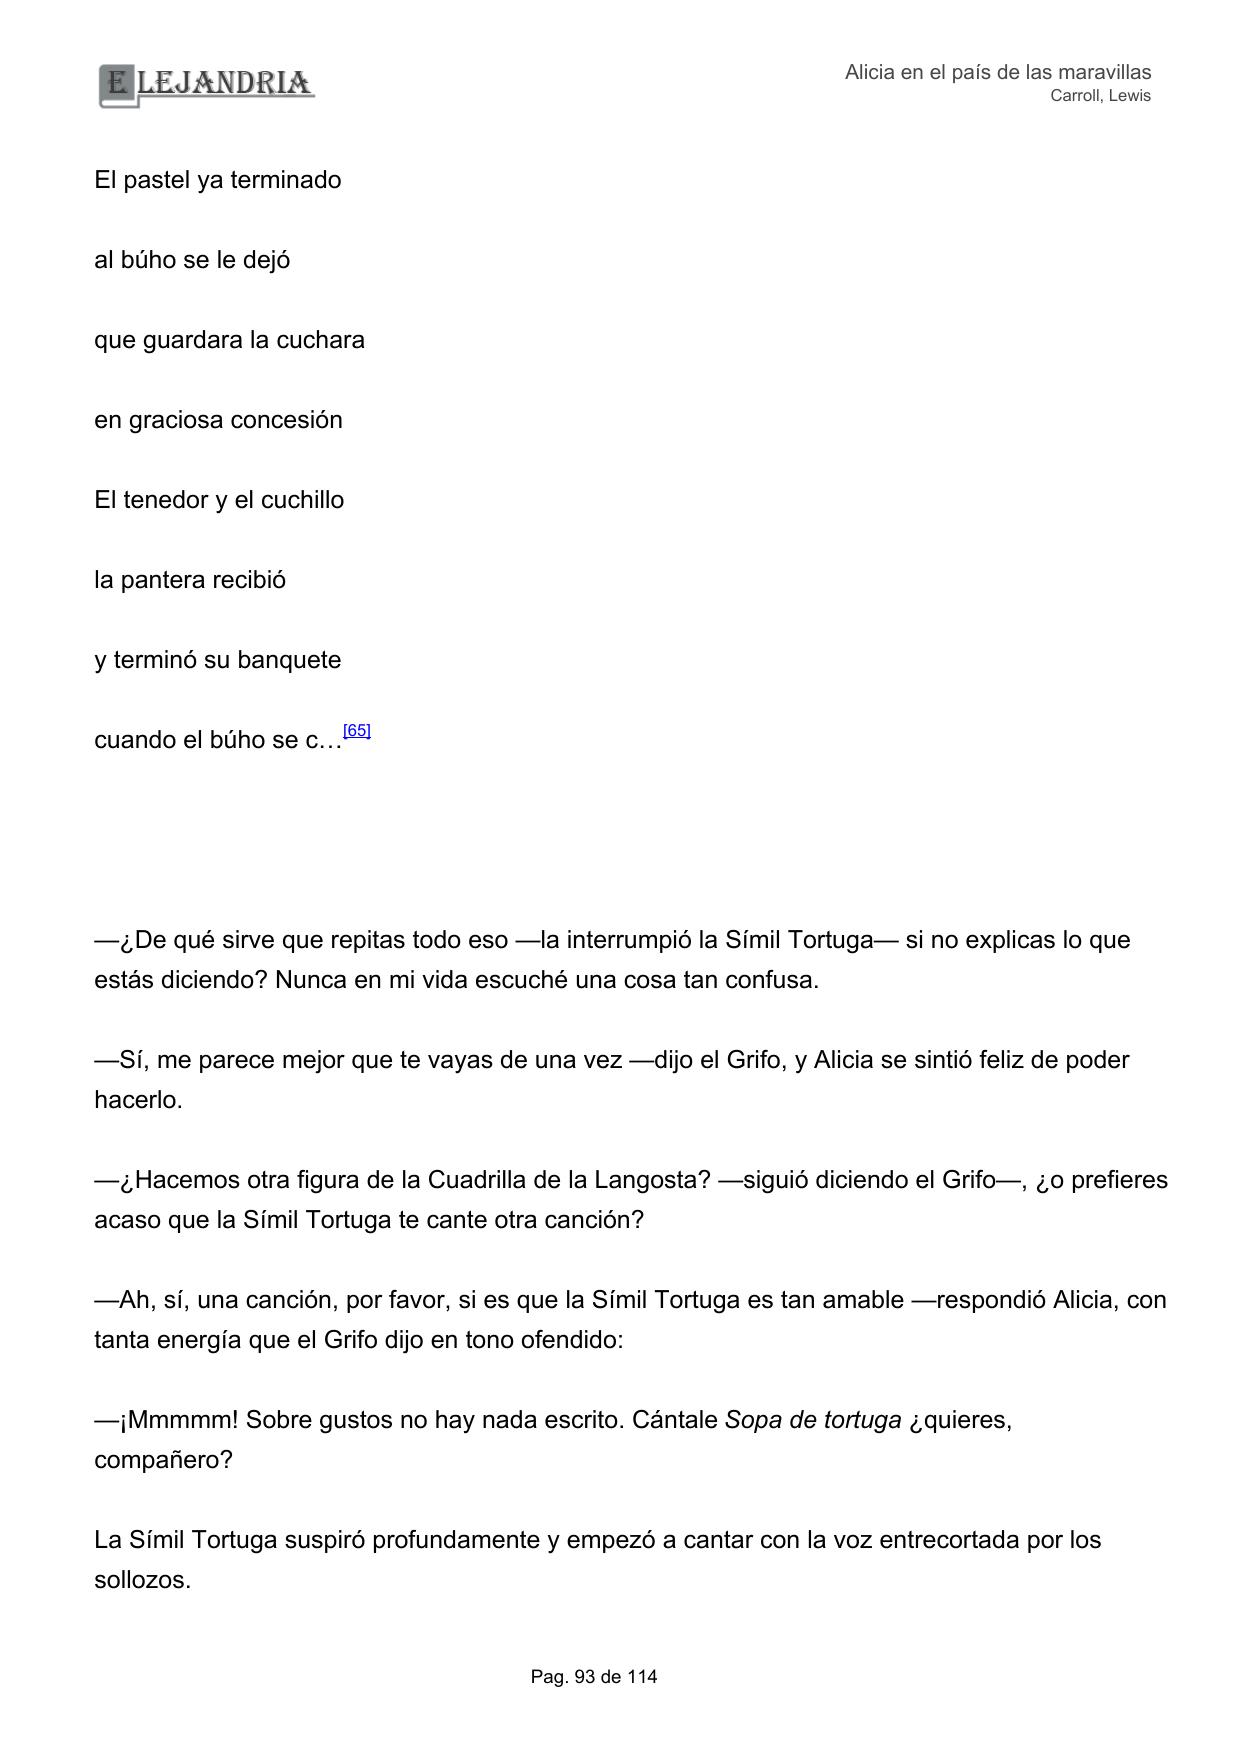 ELEJANDRIA
Alicia en el país de las maravillas
Carroll, Lewis
El pastel ya terminado
al búho se le dejó
que guardara la cuchara
en graciosa concesión
El tenedor y el cuchillo
la pantera recibió
y terminó su banquete
cuando el búho se c…[65]
—¿De qué sirve que repitas todo eso —la interrumpió la Símil Tortuga— si no explicas lo que
estás diciendo? Nunca en mi vida escuché una cosa tan confusa.
—Sí, me parece mejor que te vayas de una vez —dijo el Grifo, y Alicia se sintió feliz de poder
hacerlo.
—¿Hacemos otra figura de la Cuadrilla de la Langosta? —siguió diciendo el Grifo—, ¿o prefieres
acaso que la Símil Tortuga te cante otra canción?
—Ah, sí, una canción, por favor, si es que la Símil Tortuga es tan amable —respondió Alicia, con
tanta energía que el Grifo dijo en tono ofendido:
—¡Mmmmm! Sobre gustos no hay nada escrito. Cántale Sopa de tortuga ¿quieres,
compañero?
La Símil Tortuga suspiró profundamente y empezó a cantar con la voz entrecortada por los
sollozos.
Pag. 93 de 114